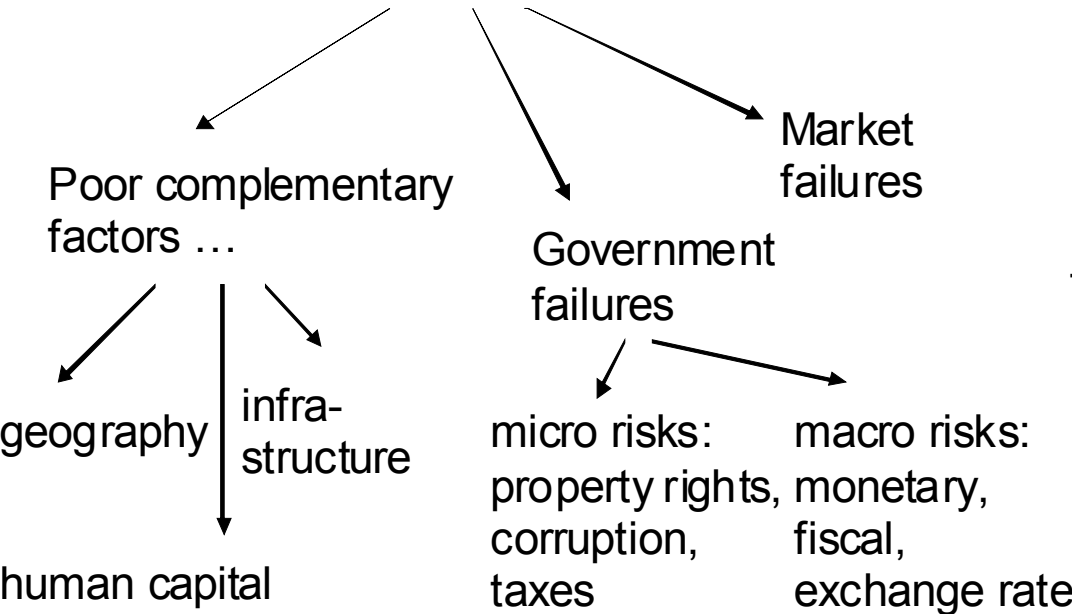 Market
failures
Poor complementary
factors …
Government
failures
geography
infra-
structure
human capital
micro risks:
property rights,
corruption,
taxes
macro risks:
monetary,
fiscal,
exchange rate